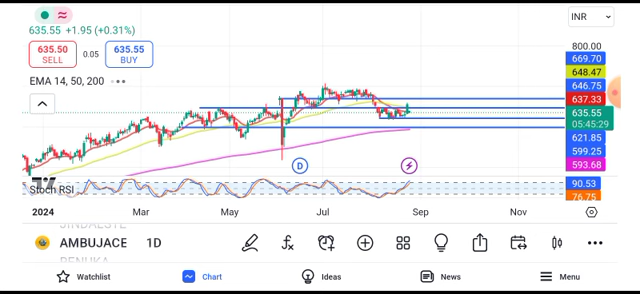 INR
635.55 +1.95 (+0.31%)
635.50
SELL
0.05
635.55
BUY
EMA 14, 50, 200
800.00
669.70
648.47
646.75
637.33
635.55
05:45:29
621.85
599.25
593.68
D
Stoch RSI
90.53
76.75
2024 Mar May Jul Sep Nov
AMBUJACE 1D
Watchlist Chart Ideas News Menu